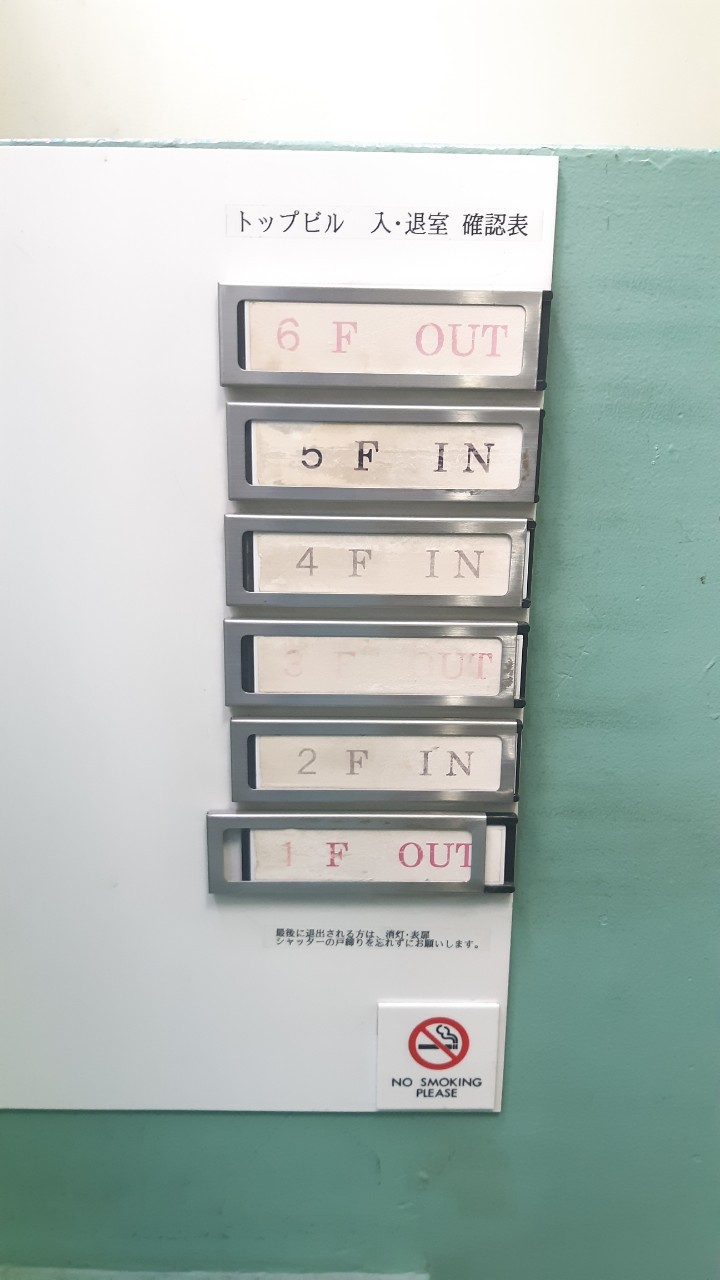 トップビル 入・退室 確認表
6 F OUT
5 F IN
4 F IN
3 F OUT
2 F IN
1 F OUT
最後に退出される方は、消灯・表扉
シャッターの戸締りを忘れずにお願いします。
NO SMOKING
PLEASE